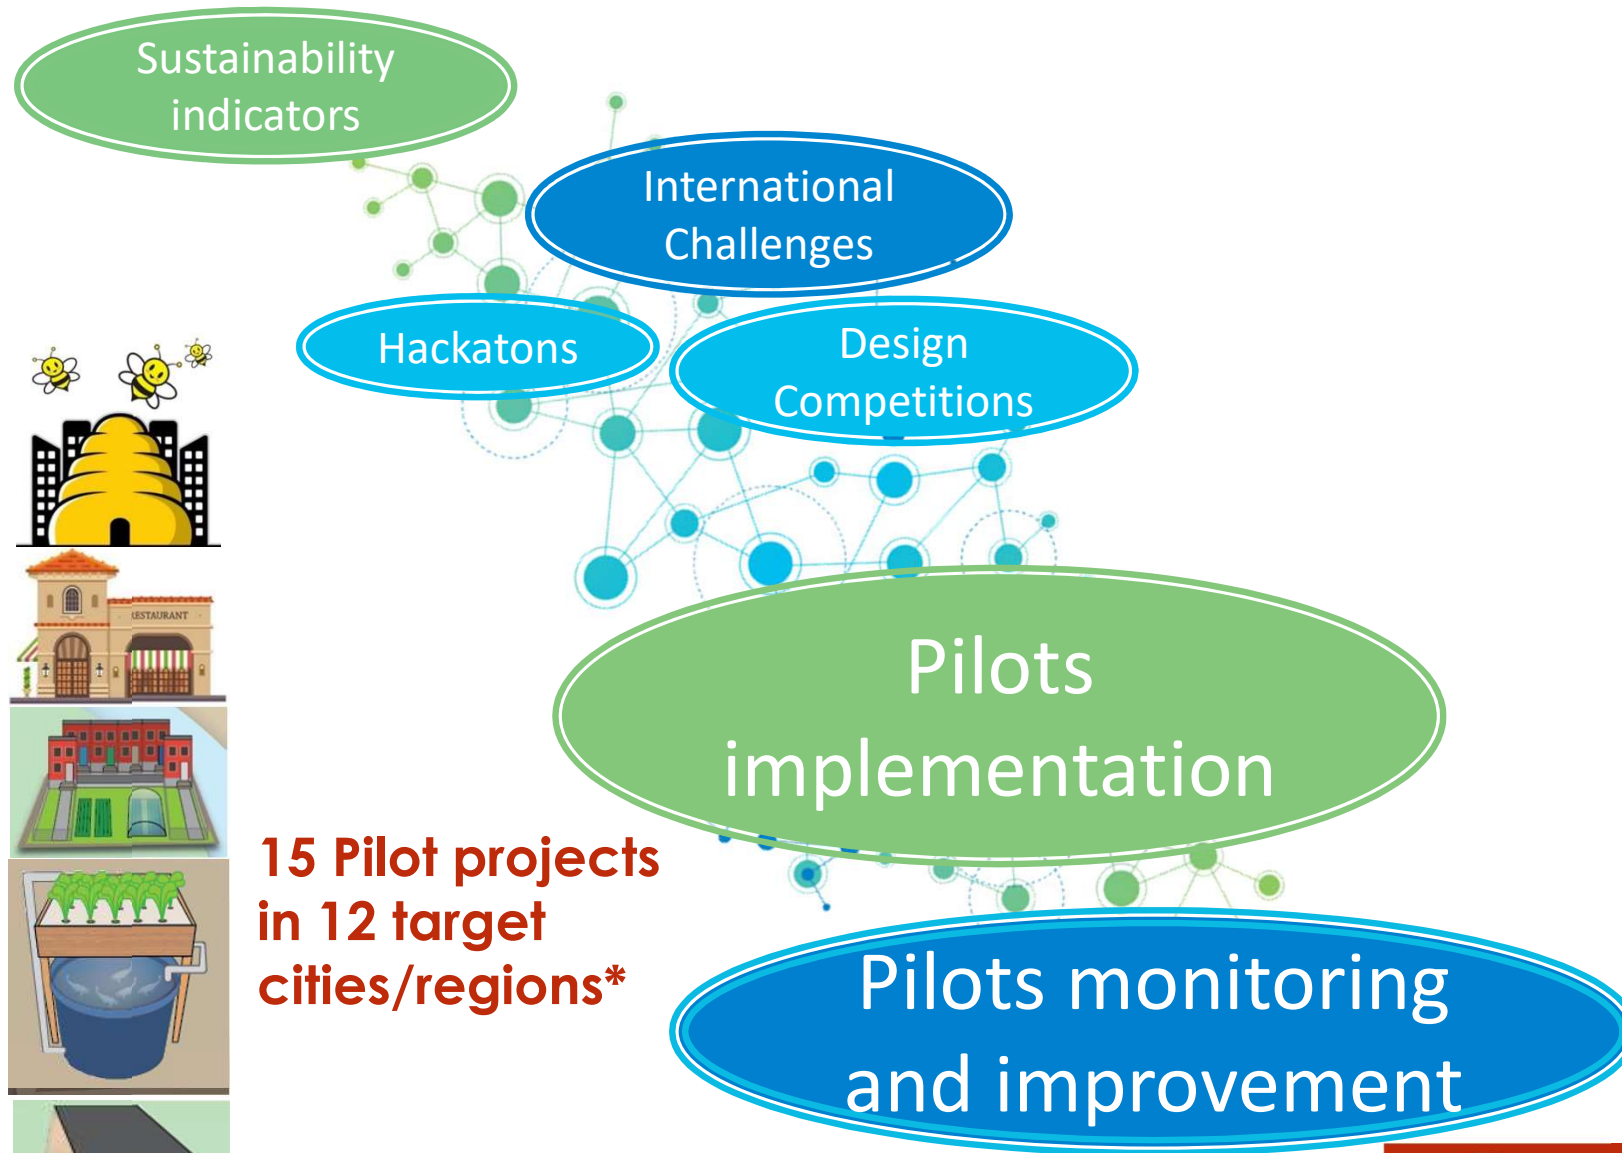 Sustainability
indicators
International
Challenges
Hackatons
Design
Competitions
RESTAURANT
Pilots
implementation
15 Pilot projects
in 12 target
cities/regions*
Pilots monitoring
and improvement